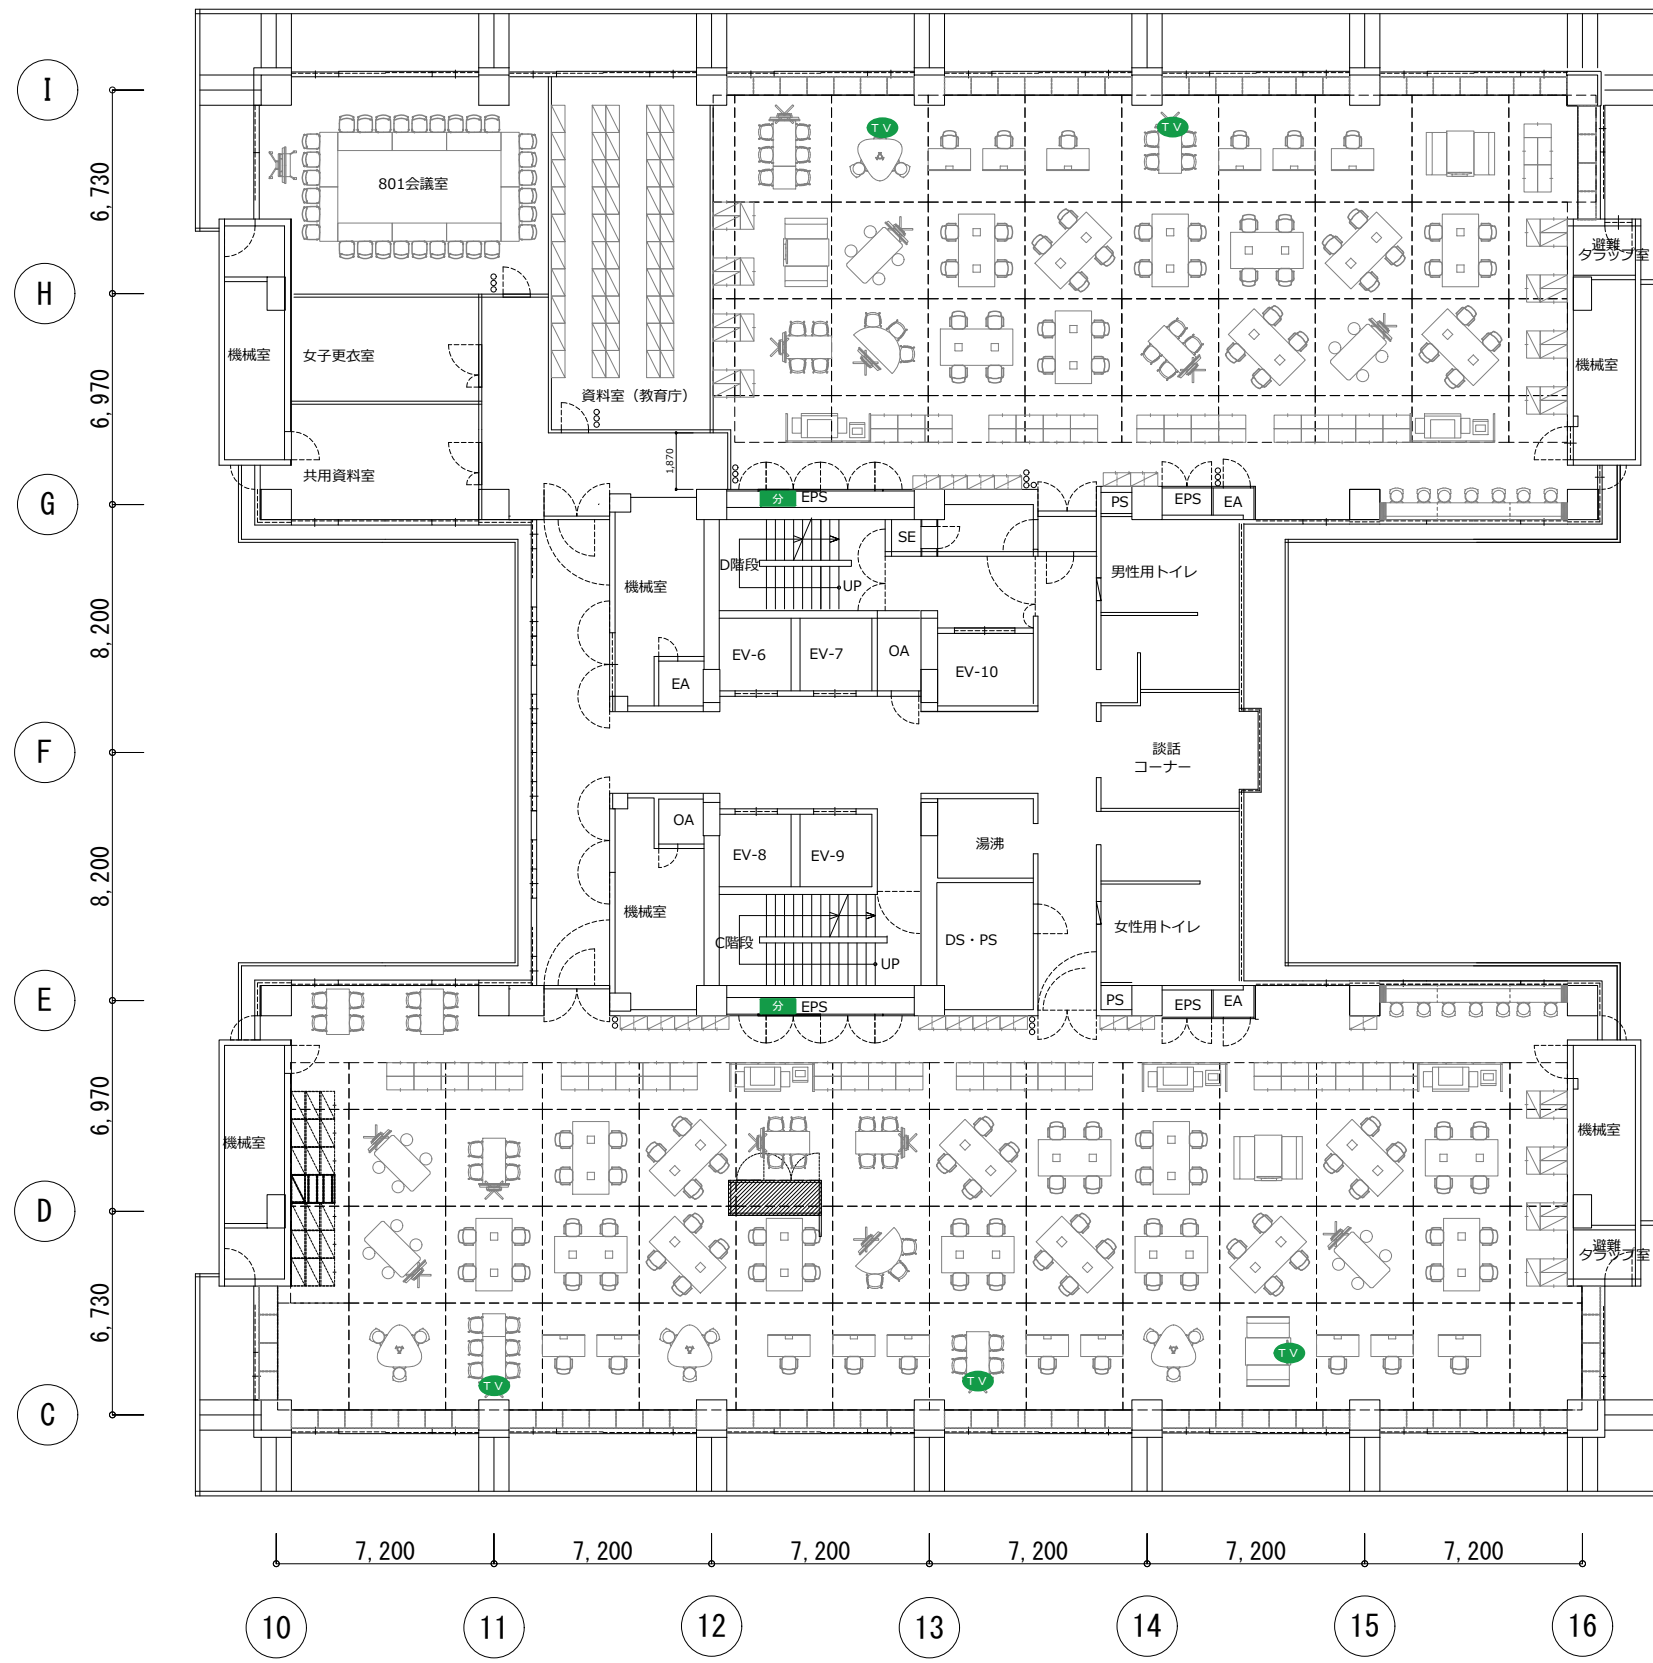 I
TV
TV
6,730
801会議室
避難
タラップ室
H
機械室
女子更衣室
機械室
6,970
資料室（教育庁）
共用資料室
1,870
G
分
EPS
PS
EPS
EA
SE
D階段
UP
機械室
男性用トイレ
8,200
EV-6
EV-7
OA
EV-10
EA
F
談話
コーナー
OA
EV-8
EV-9
湯沸
8,200
機械室
C階段
UP
DS・PS
女性用トイレ
E
分
EPS
PS
EPS
EA
6,970
機械室
機械室
D
避難
タラップ室
6,730
TV
TV
TV
C
7,200
7,200
7,200
7,200
7,200
7,200
10
11
12
13
14
15
16